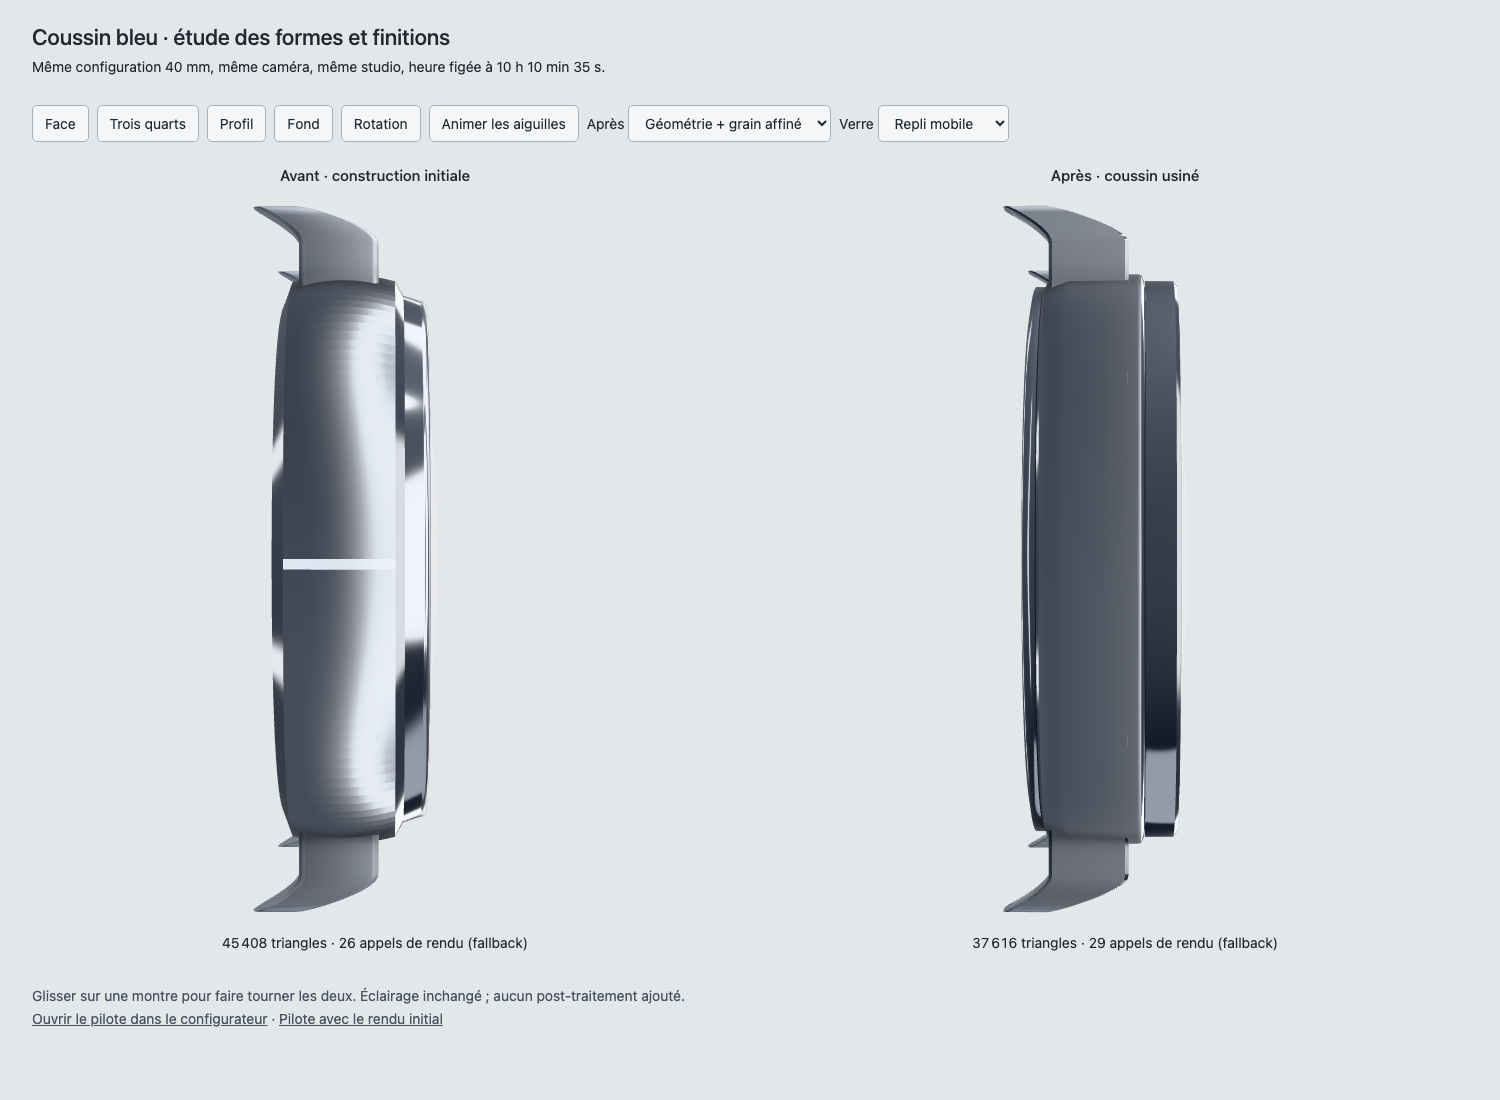 Coussin bleu · étude des formes et finitions
Même configuration 40 mm, même caméra, même studio, heure figée à 10 h 10 min 35 s.
Face Trois quarts Profil Fond Rotation Animer les aiguilles Après Géométrie + grain affiné Verre Repli mobile
Avant · construction initiale
Après · coussin usiné
45 408 triangles · 26 appels de rendu (fallback)
37 616 triangles · 29 appels de rendu (fallback)
Glisser sur une montre pour faire tourner les deux. Éclairage inchangé ; aucun post-traitement ajouté.
Ouvrir le pilote dans le configurateur · Pilote avec le rendu initial